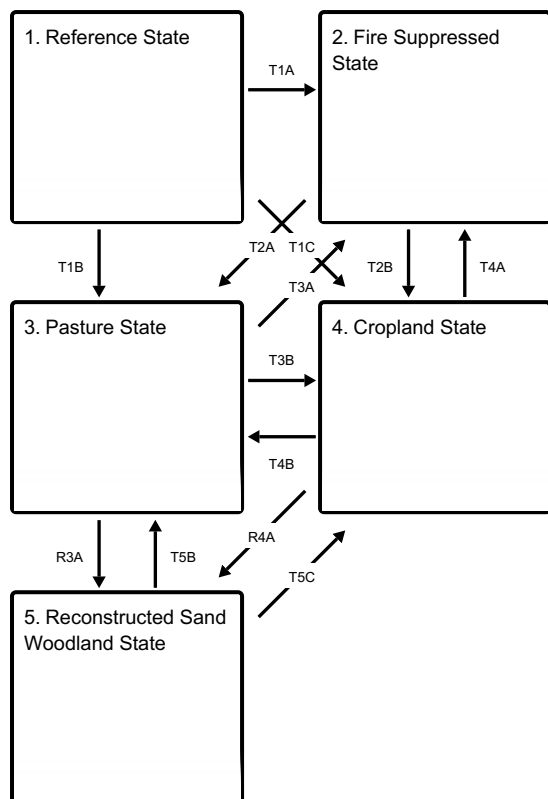 1. Reference State
2. Fire Suppressed
State
T1A
T1B
T2A
T1C
T3A
T2B
T4A
3. Pasture State
4. Cropland State
T3B
T4B
R3A
T5B
R4A
T5C
5. Reconstructed Sand
Woodland State